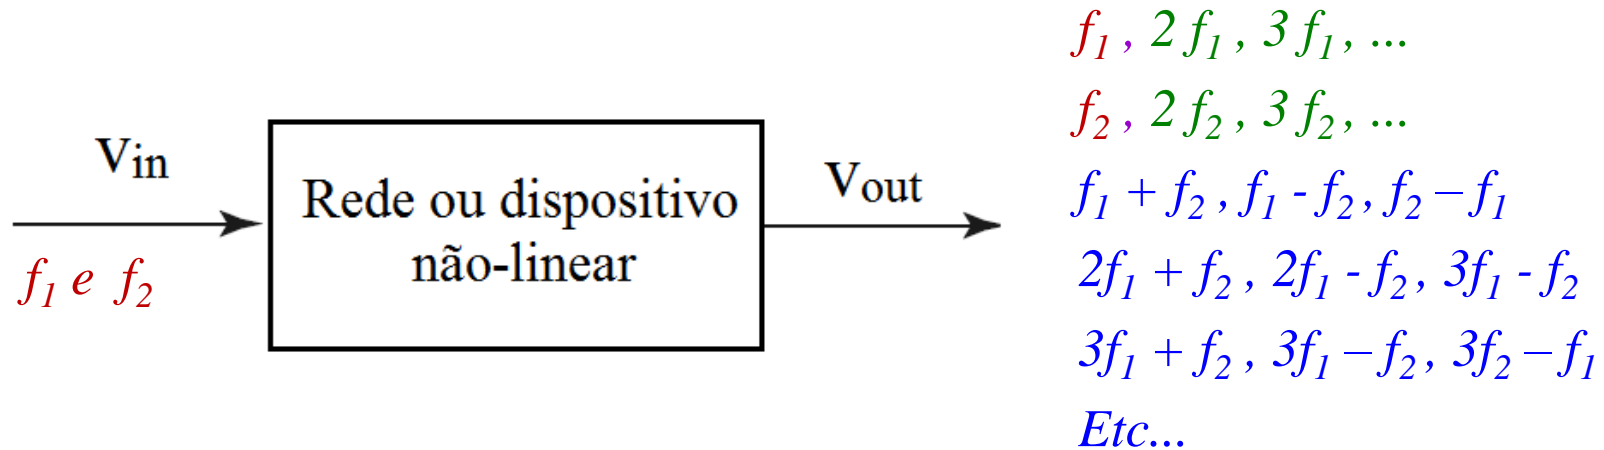 Vin
f1 e f2
Rede ou dispositivo
não-linear
Vout
f1 , 2 f1 , 3 f1 , ...
f2 , 2 f2 , 3 f2 , ...
f1 + f2 , f1 - f2 , f2 – f1
2f1 + f2 , 2f1 - f2 , 3f1 - f2
3f1 + f2 , 3f1 – f2 , 3f2 – f1
Etc...